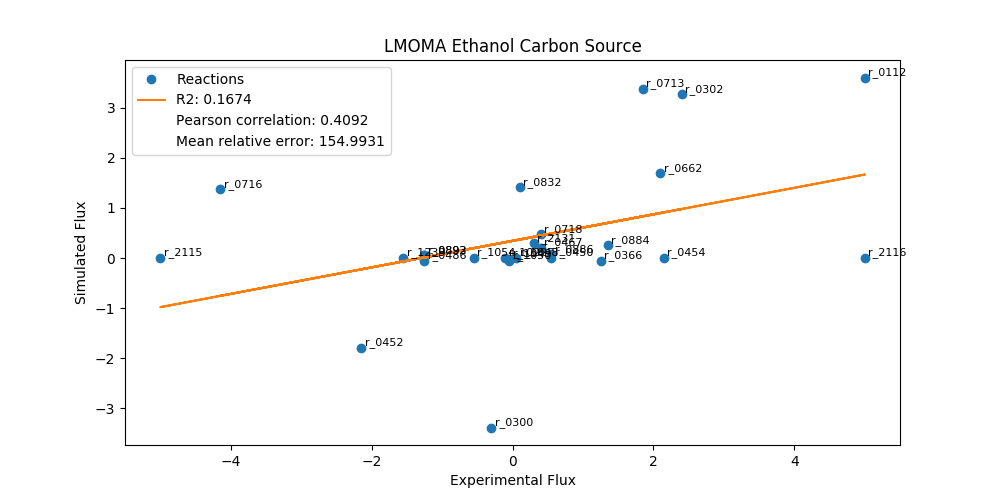 LMOMA Ethanol Carbon Source
Reactions
R2: 0.1674
Pearson correlation: 0.4092
Mean relative error: 154.9931
r_0112
r_0713
r_0302
r_0662
r_0716
r_0832
r_0718
r_0467
r_0884
r_2115
r_0486
r_1054
r_0450
r_0366
r_0454
r_2116
r_0452
r_0300
3
2
1
0
−1
−2
−3
−4
−2
0
2
4
Simulated Flux
Experimental Flux